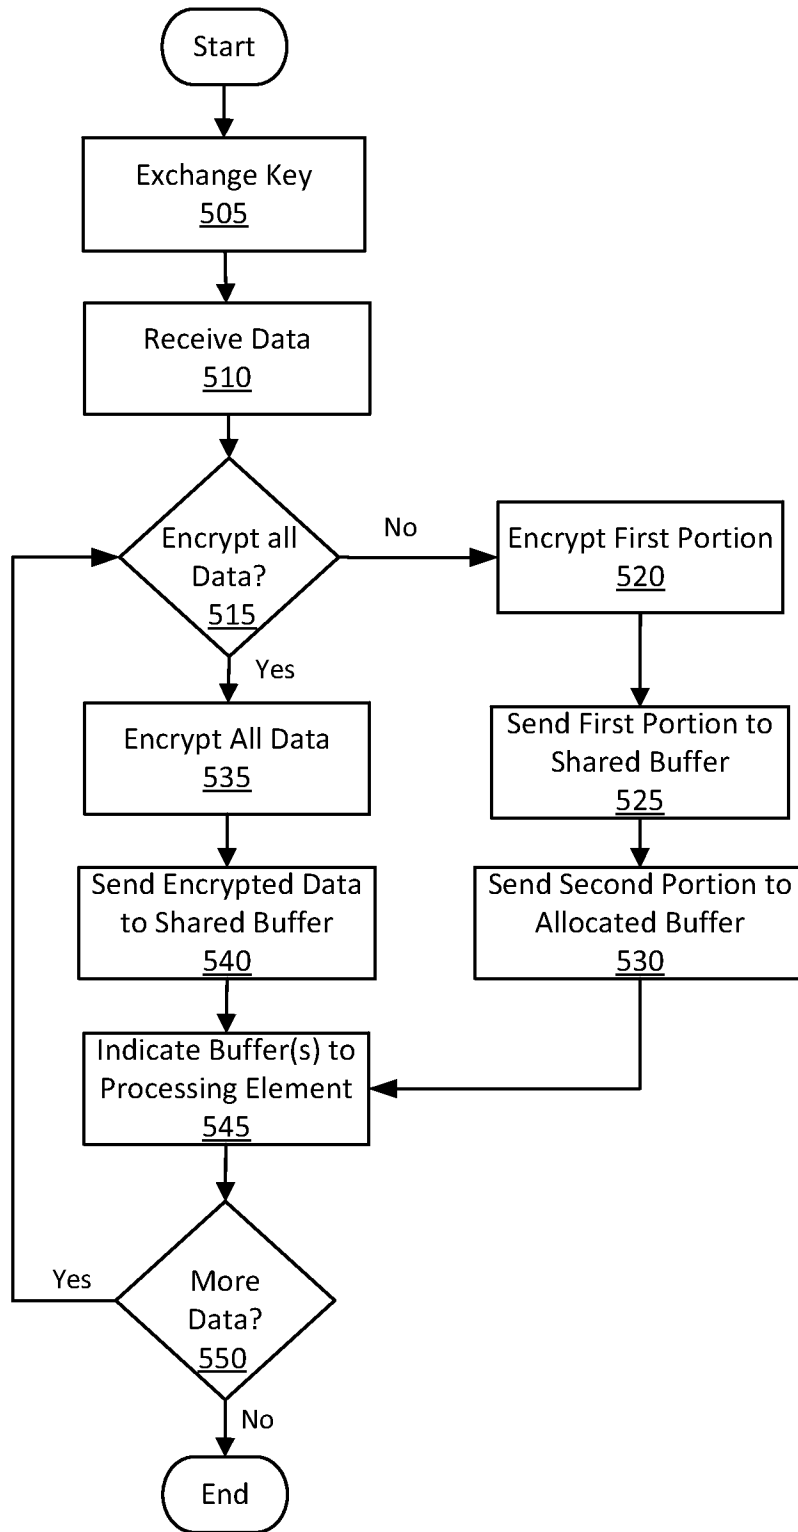 Start
Exchange Key
505
Receive Data
510
Encrypt all
Data?
515
No
Encrypt First Portion
520
Yes
Encrypt All Data
535
Send First Portion to
Shared Buffer
525
Send Encrypted Data
to Shared Buffer
540
Send Second Portion to
Allocated Buffer
530
Indicate Buffer(s) to
Processing Element
545
Yes
More
Data?
550
No
End